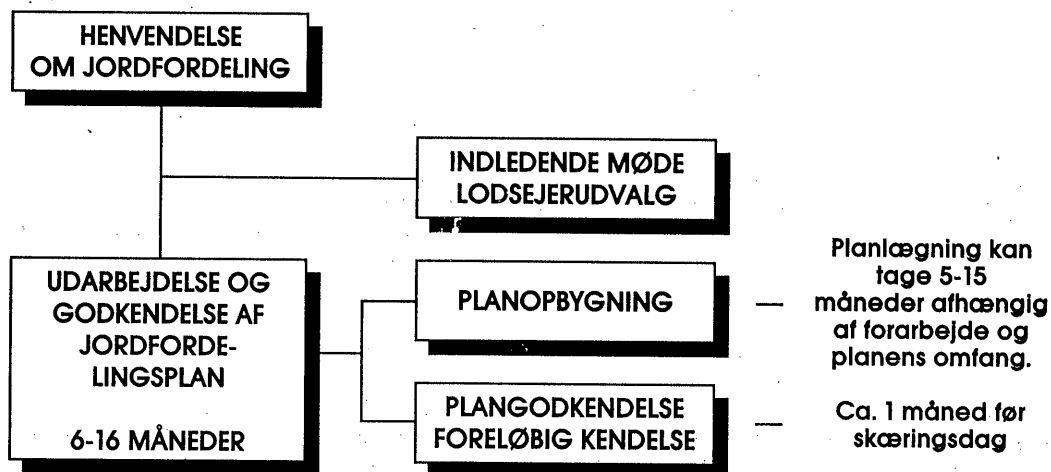 HENVENDELSE
OM JORDFORDELING
INDLEDENDE MØDE
LODSEJERUDVALG
UDARBEJDELSE OG
GODKENDELSE AF
JORDFORDE-
LINGSPLAN
6-16 MÅNEDER
PLANOPBYGNING
Planlægning kan
tage 5-15
måneder afhængig
af forarbejde og
planens omfang.
PLANGODKENDELSE
FORELØBIG KENDELSE
Ca. 1 måned før
skæringsdag